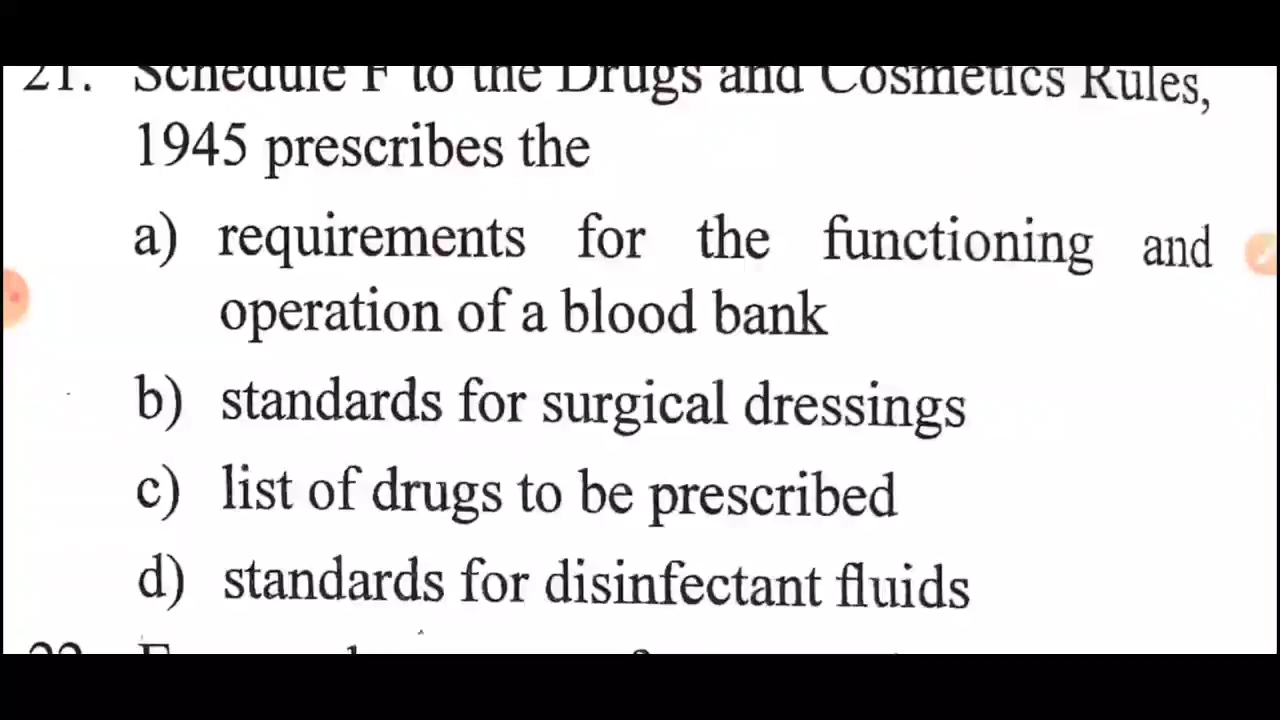 21. Schedule F to the Drugs and Cosmetics Rules,
1945 prescribes the
a) requirements for the functioning and
operation of a blood bank
b) standards for surgical dressings
c) list of drugs to be prescribed
d) standards for disinfectant fluids